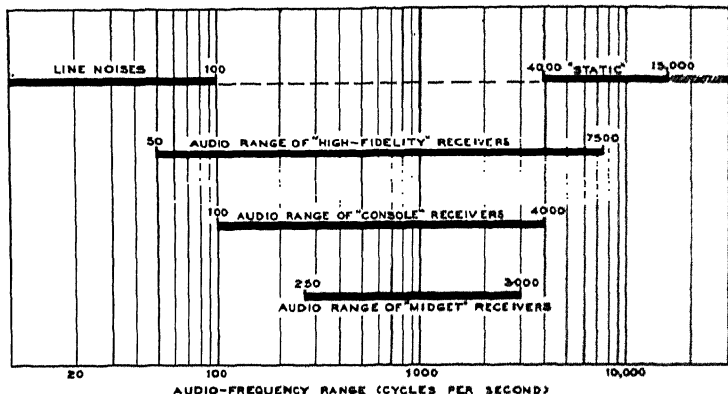 LINE NOISES 100 4000 "STATIC" 15,000
50 AUDIO RANGE OF "HIGH-FIDELITY" RECEIVERS 7500
100 AUDIO RANGE OF "CONSOLE" RECEIVERS 4000
250 3000
AUDIO RANGE OF "MIDGET" RECEIVERS
20 100 1000 10,000
AUDIO-FREQUENCY RANGE (CYCLES PER SECOND)